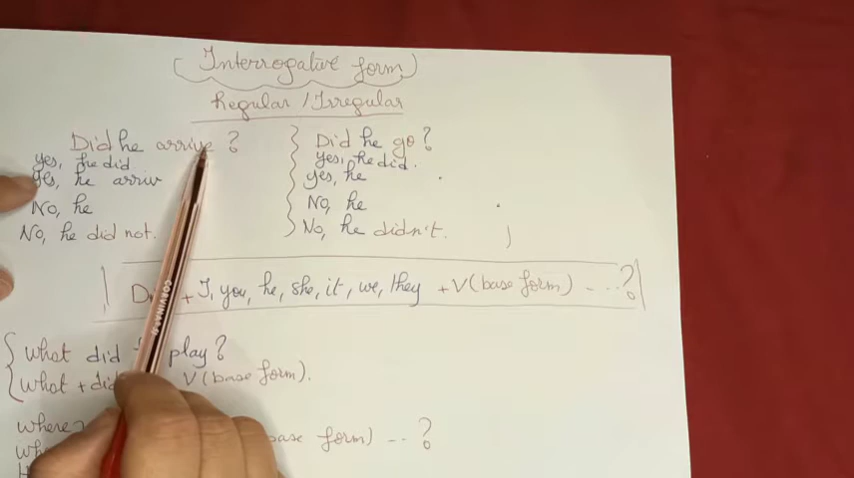 (Interrogative form)
Regular / Irregular
Did he arrive ?
yes, he did
yes, he arriv
No, he
No, he did not.
Did he go ?
yes, he did.
yes, he
No, he
No, he didn't.
+ I, you, he, she, it, we, they + V (base form) - ...?
what did play ?
what + did V (base form).
where
form) -- ?
CORVINA 51